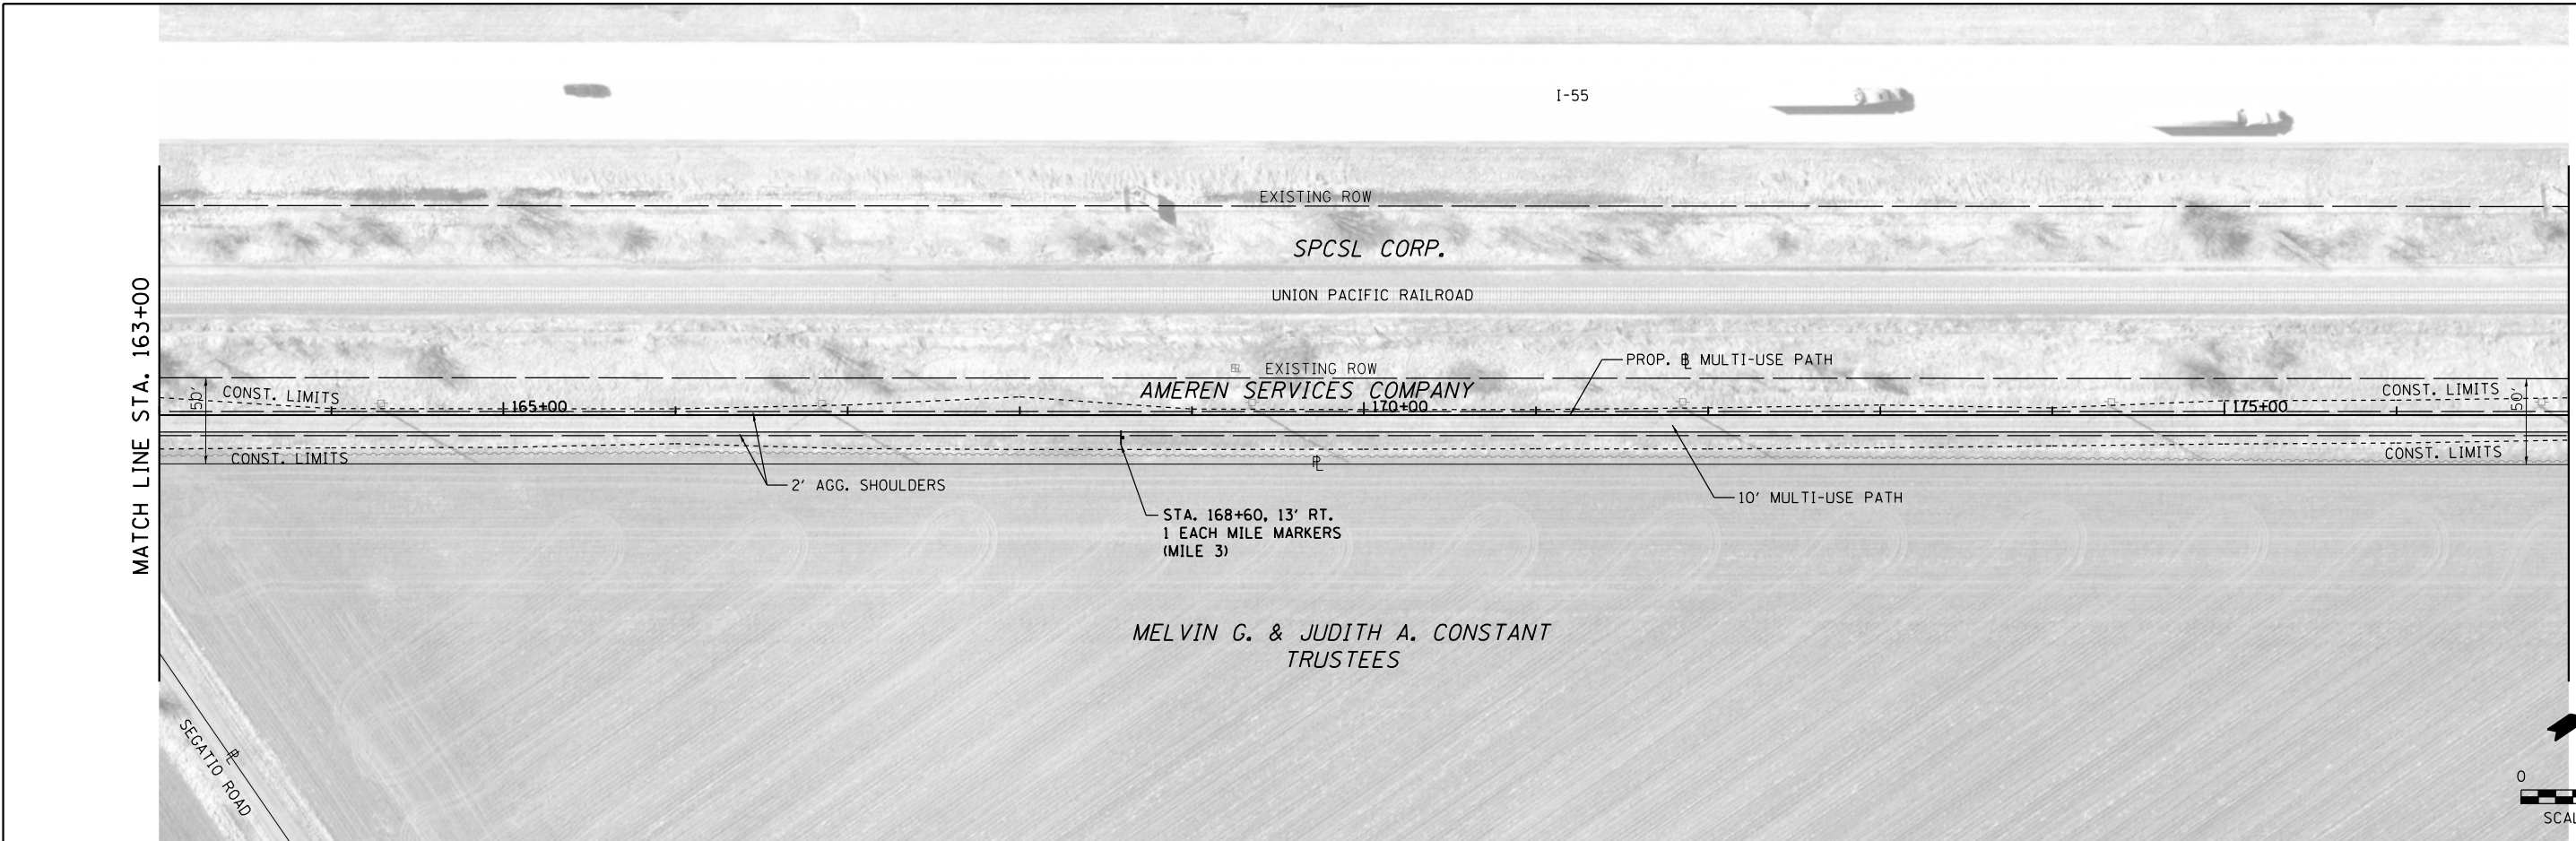 I-55
EXISTING ROW
SPCSL CORP.
UNION PACIFIC RAILROAD
PROP. ⅊ MULTI-USE PATH
EXISTING ROW
AMEREN SERVICES COMPANY
CONST. LIMITS
CONST. LIMITS
50'
50'
165+00
170+00
175+00
MATCH LINE STA. 163+00
CONST. LIMITS
CONST. LIMITS
⅊
2' AGG. SHOULDERS
10' MULTI-USE PATH
STA. 168+60, 13' RT.
1 EACH MILE MARKERS
(MILE 3)
MELVIN G. & JUDITH A. CONSTANT
TRUSTEES
⅊
SEGATIO ROAD
0
SCAL